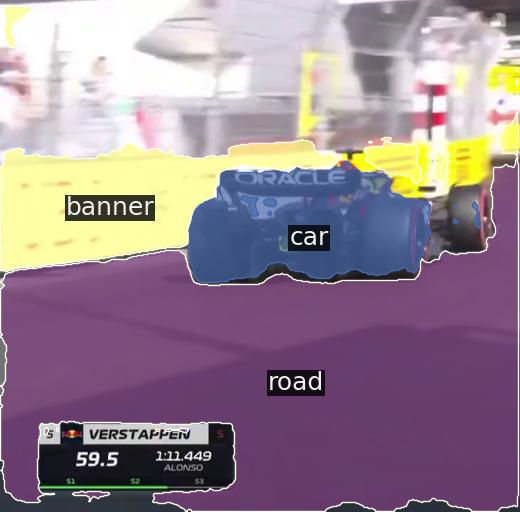 ORACLE
banner
car
road
5 VERSTAPPEN 5
59.5 1:11.449
ALONSO
S1 S2 S3